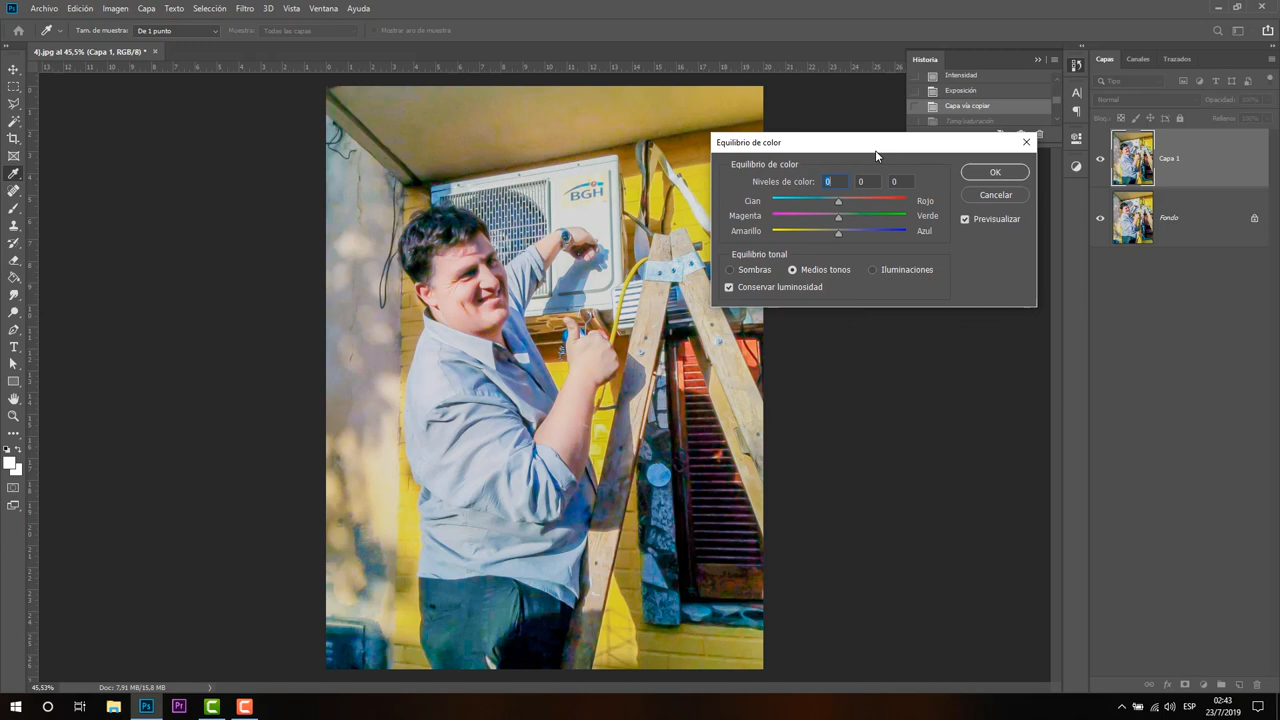 Archivo Edición Imagen Capa Texto Selección Filtro 3D Vista Ventana Ayuda
Tam. de muestra: De 1 punto Muestra: Todas las capas Mostrar aro de muestra
4).jpg al 45,5% (Capa 1, RGB/8) *
Historia
Intensidad
Exposición
Capa vía copiar
Tono/saturación
Capas Canales Trazados
Tipo
Normal Opacidad: 100%
Bloq.: Relleno: 100%
Capa 1
Fondo
Equilibrio de color
Equilibrio de color
Niveles de color: 0 0 0
Cian Rojo
Magenta Verde
Amarillo Azul
Equilibrio tonal
Sombras Medios tonos Iluminaciones
Conservar luminosidad
OK
Cancelar
Previsualizar
BGH
45,53% Doc: 7,91 MB/15,8 MB
Ps Pr C C
ESP
02:43
23/7/2019